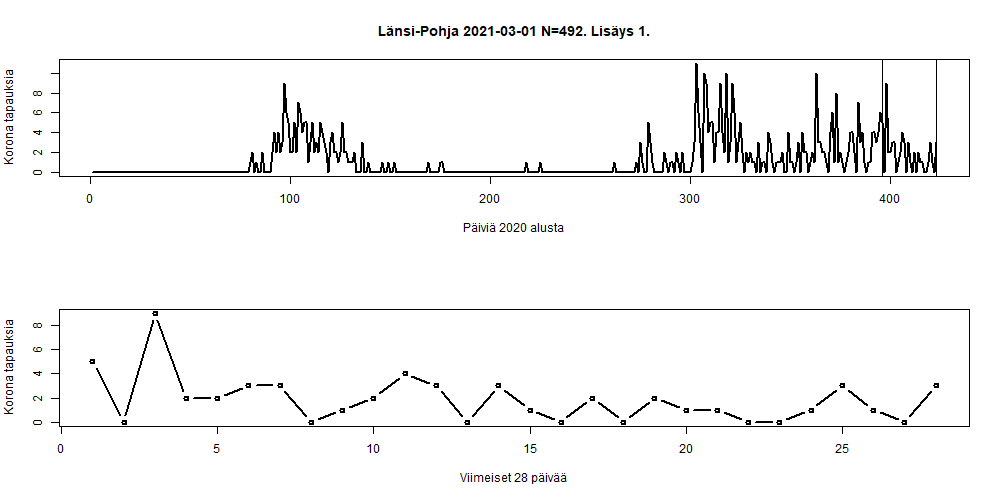 Länsi-Pohja 2021-03-01 N=492. Lisäys 1.
Korona tapauksia
0 2 4 6 8
0 100 200 300 400
Päiviä 2020 alusta
Korona tapauksia
0 2 4 6 8
0 5 10 15 20 25
Viimeiset 28 päivää